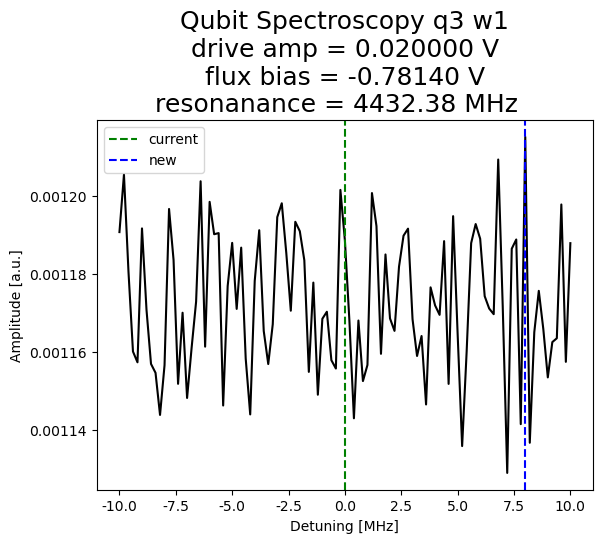 Qubit Spectroscopy q3 w1
drive amp = 0.020000 V
flux bias = -0.78140 V
resonanance = 4432.38 MHz
current
new
0.00120
0.00118
0.00116
0.00114
Amplitude [a.u.]
-10.0 -7.5 -5.0 -2.5 0.0 2.5 5.0 7.5 10.0
Detuning [MHz]